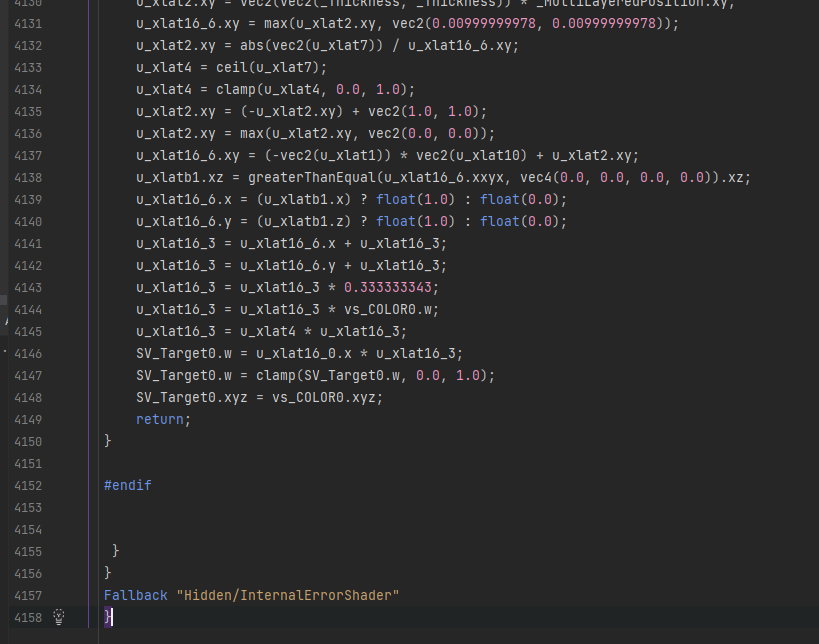 4130 u_xlat2.xy = vec2(vec2(_Thickness, _Thickness)) * _MultiLayeredPosition.xy;
4131 u_xlat16_6.xy = max(u_xlat2.xy, vec2(0.00999999978, 0.00999999978));
4132 u_xlat2.xy = abs(vec2(u_xlat7)) / u_xlat16_6.xy;
4133 u_xlat4 = ceil(u_xlat7);
4134 u_xlat4 = clamp(u_xlat4, 0.0, 1.0);
4135 u_xlat2.xy = (-u_xlat2.xy) + vec2(1.0, 1.0);
4136 u_xlat2.xy = max(u_xlat2.xy, vec2(0.0, 0.0));
4137 u_xlat16_6.xy = (-vec2(u_xlat1)) * vec2(u_xlat10) + u_xlat2.xy;
4138 u_xlatb1.xz = greaterThanEqual(u_xlat16_6.xxyx, vec4(0.0, 0.0, 0.0, 0.0)).xz;
4139 u_xlat16_6.x = (u_xlatb1.x) ? float(1.0) : float(0.0);
4140 u_xlat16_6.y = (u_xlatb1.z) ? float(1.0) : float(0.0);
4141 u_xlat16_3 = u_xlat16_6.x + u_xlat16_3;
4142 u_xlat16_3 = u_xlat16_6.y + u_xlat16_3;
4143 u_xlat16_3 = u_xlat16_3 * 0.333333343;
4144 u_xlat16_3 = u_xlat16_3 * vs_COLOR0.w;
4145 u_xlat16_3 = u_xlat4 * u_xlat16_3;
4146 SV_Target0.w = u_xlat16_0.x * u_xlat16_3;
4147 SV_Target0.w = clamp(SV_Target0.w, 0.0, 1.0);
4148 SV_Target0.xyz = vs_COLOR0.xyz;
4149 return;
4150 }
4151
4152 #endif
4153
4154
4155 }
4156 }
4157 Fallback "Hidden/InternalErrorShader"
4158 }